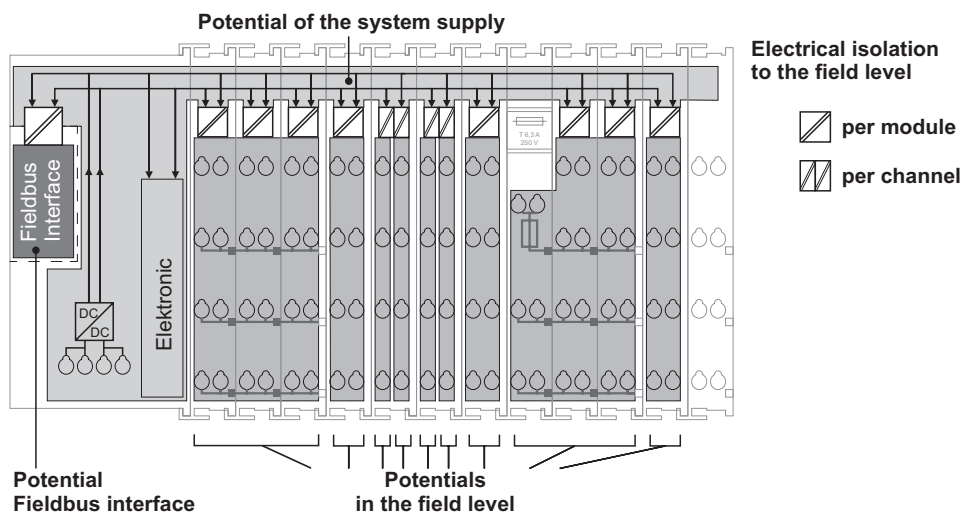 Potential of the system supply
Electrical isolation
to the field level
per module
per channel
T 6,3 A
250 V
Fieldbus
Interface
Elektronic
DC
DC
Potential
Fieldbus interface
Potentials
in the field level